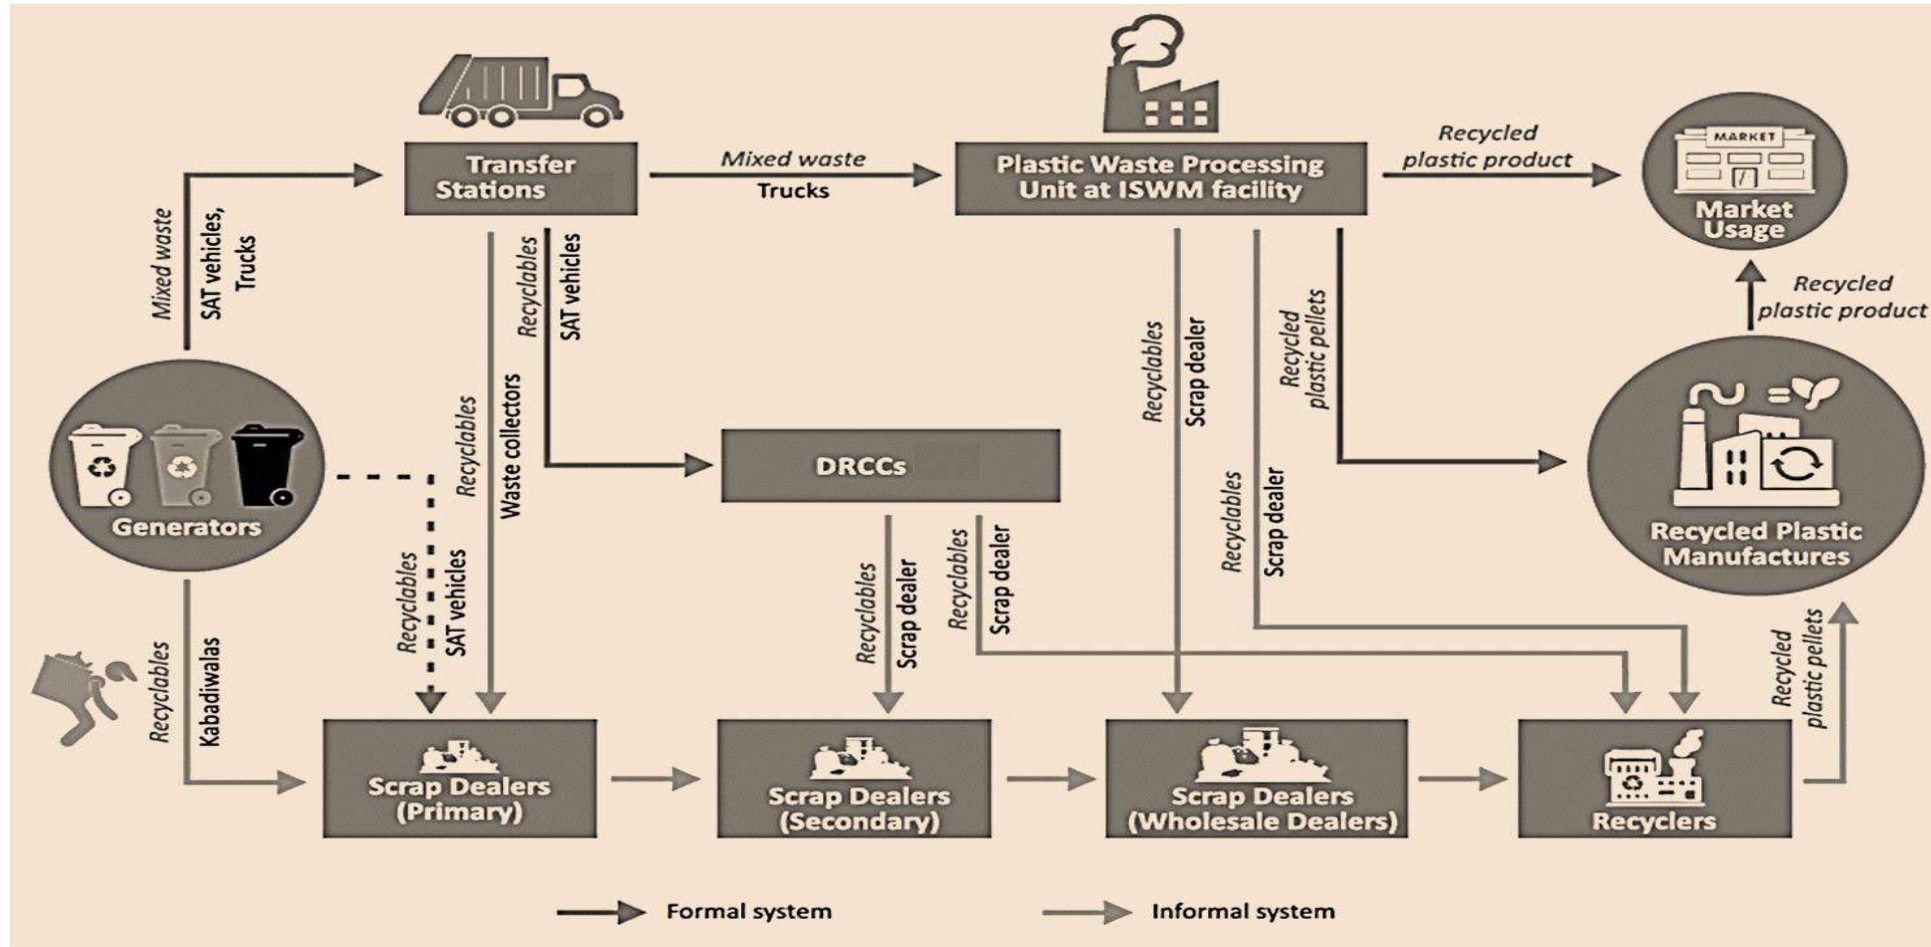 Transfer
Stations
Mixed waste
Trucks
Plastic Waste Processing
Unit at ISWM facility
Recycled
plastic product
MARKET
Market
Usage
Mixed waste
SAT vehicles,
Trucks
Recyclables
SAT vehicles
Recycled
plastic product
Recyclables
Waste collectors
Recyclables
Scrap dealer
Recyclables
Scrap dealer
Recycled
plastic pellets
Generators
DRCCs
Recycled Plastic
Manufactures
Recyclables
SAT vehicles
Recyclables
Scrap dealer
Recyclables
Scrap dealer
Recyclables
Kabadiwalas
Recycled
plastic pellets
Scrap Dealers
(Primary)
Scrap Dealers
(Secondary)
Scrap Dealers
(Wholesale Dealers)
Recyclers
Formal system
Informal system